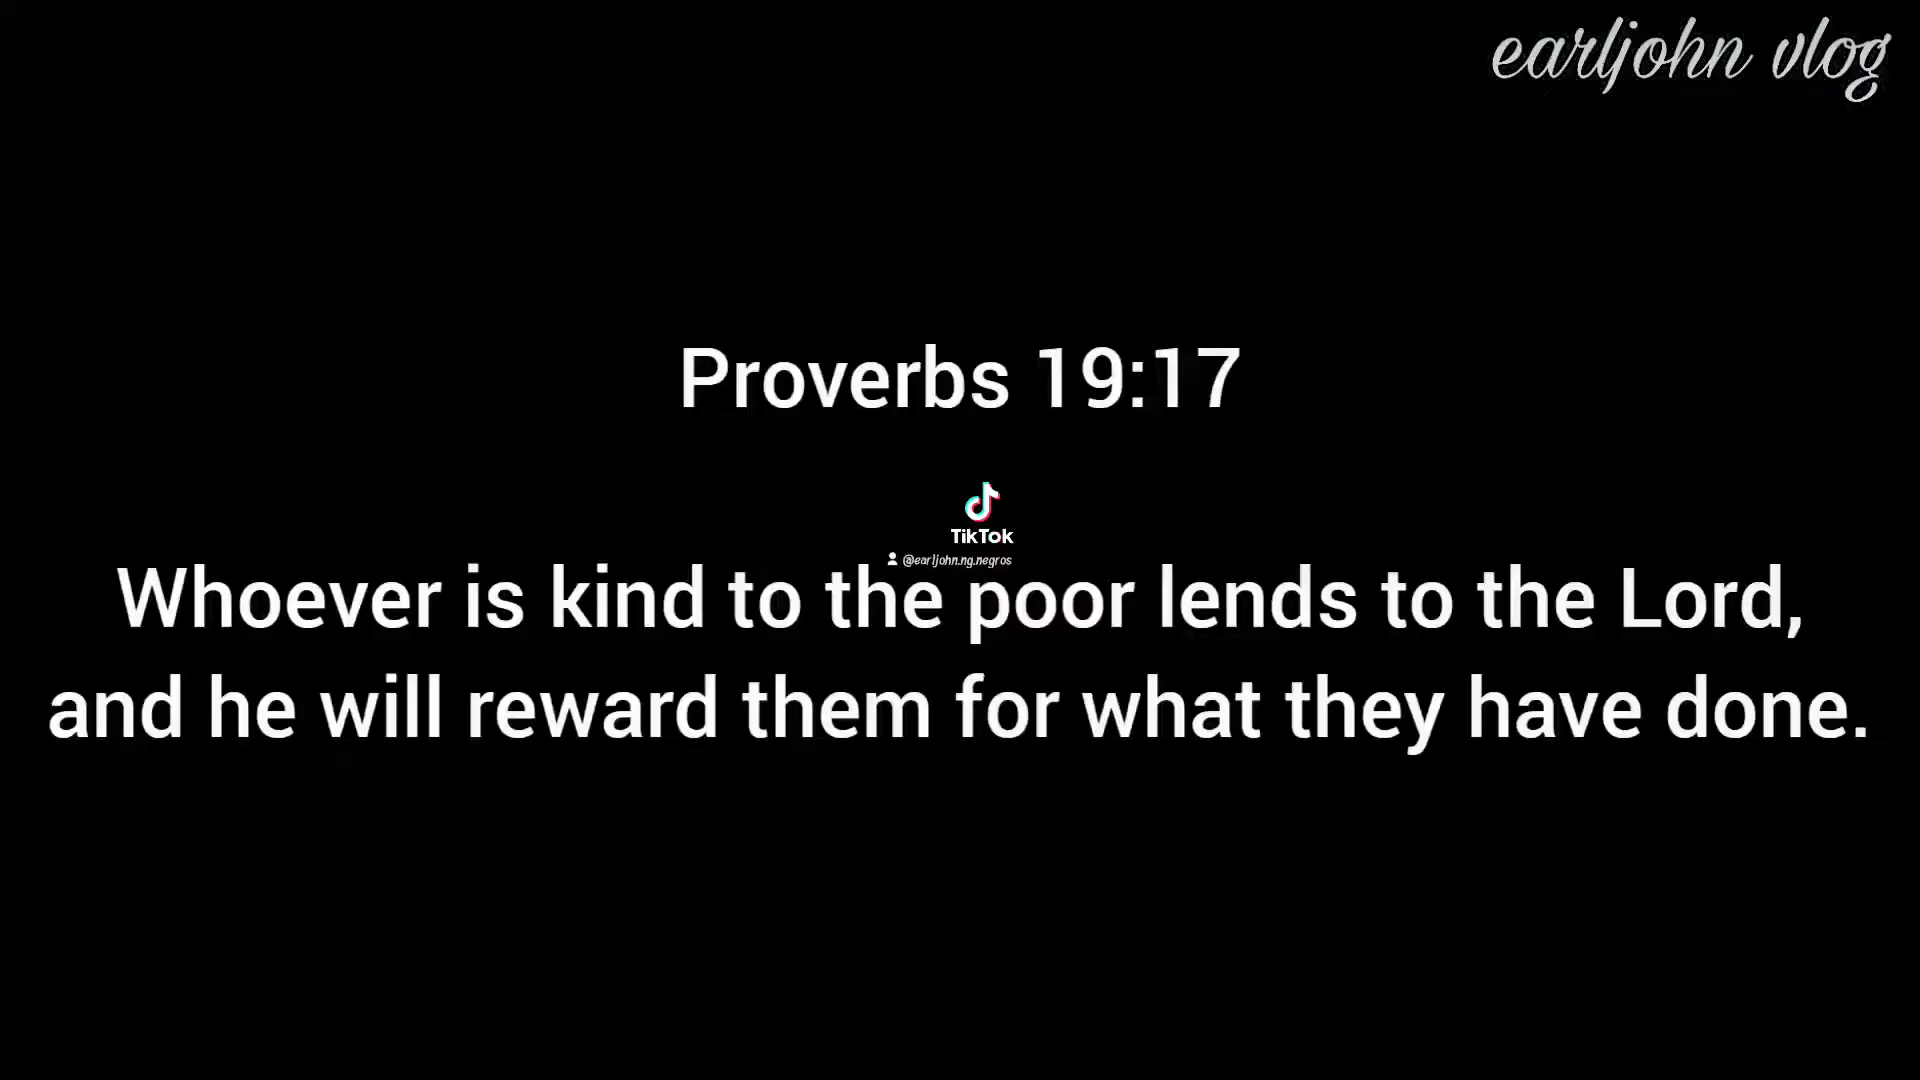 earljohn vlog
Proverbs 19:17
TikTok
@earljohn.ng.negros
Whoever is kind to the poor lends to the Lord,
and he will reward them for what they have done.